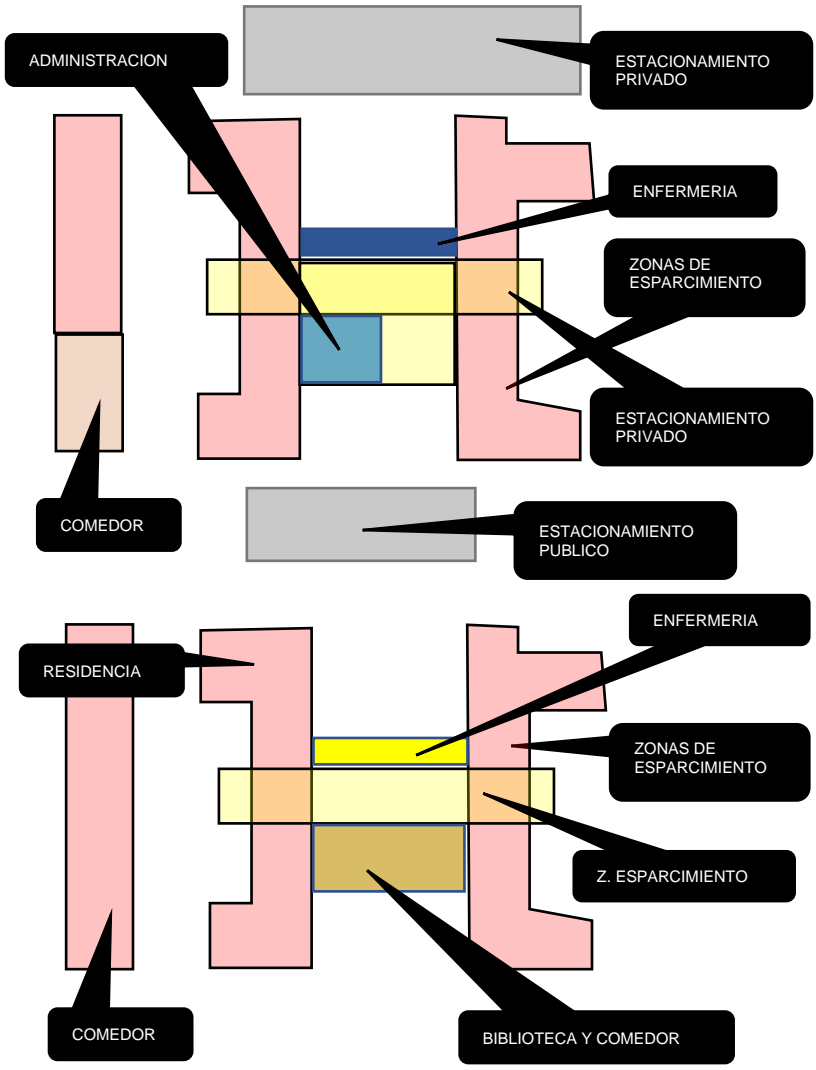 ADMINISTRACION
ESTACIONAMIENTO
PRIVADO
ENFERMERIA
ZONAS DE
ESPARCIMIENTO
ESTACIONAMIENTO
PRIVADO
COMEDOR
ESTACIONAMIENTO
PUBLICO
ENFERMERIA
RESIDENCIA
ZONAS DE
ESPARCIMIENTO
Z. ESPARCIMIENTO
COMEDOR
BIBLIOTECA Y COMEDOR